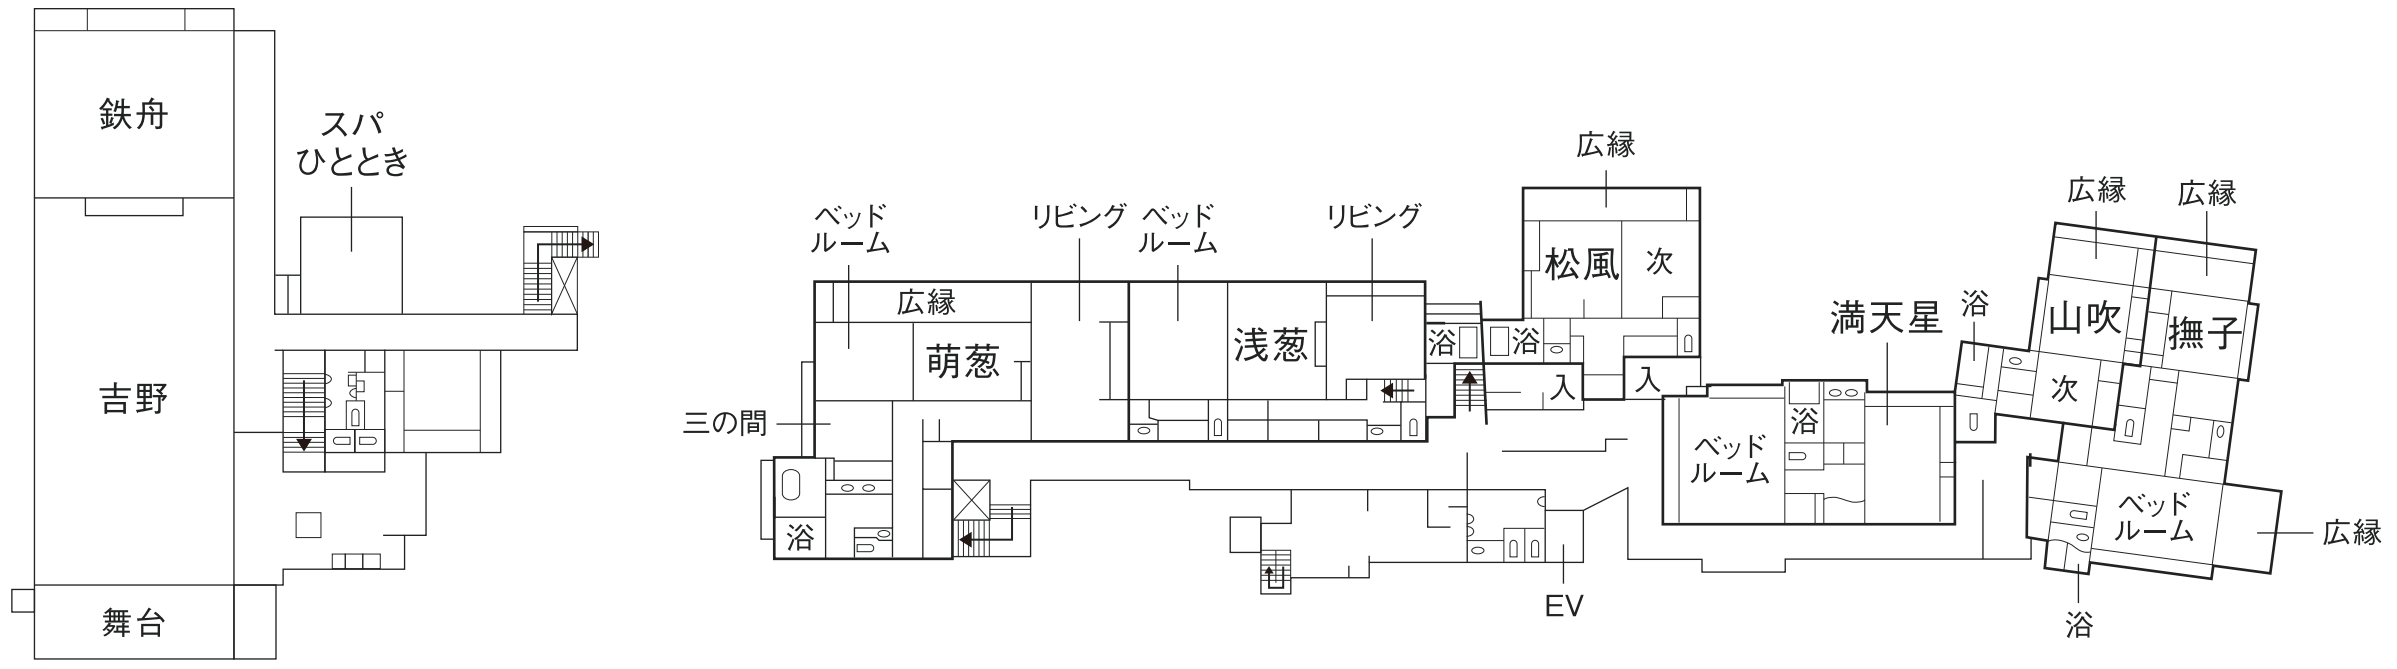 鉄舟
スパ
ひととき
吉野
舞台
ベッド
ルーム
リビング
ベッド
ルーム
リビング
広縁
広縁
萌葱
浅葱
三の間
浴
浴
浴
松風
次
入
入
EV
満天星
浴
ベッド
ルーム
浴
広縁
広縁
山吹
撫子
次
ベッド
ルーム
広縁
浴